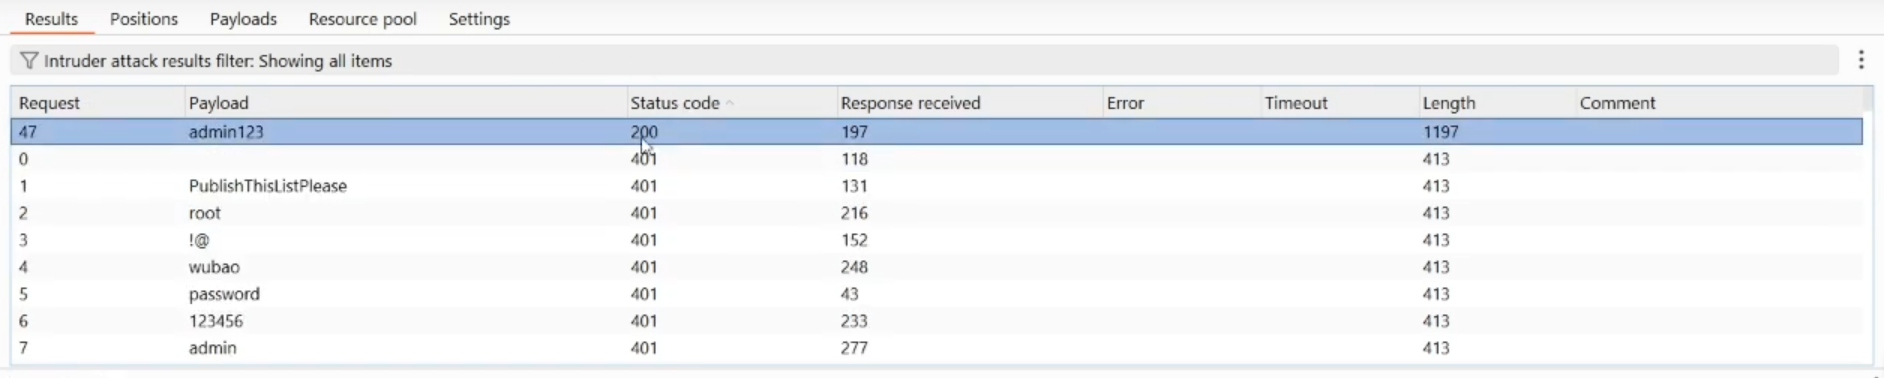 Results Positions Payloads Resource pool Settings
Intruder attack results filter: Showing all items
Request Payload Status code Response received Error Timeout Length Comment
47 admin123 200 197 1197
0 401 118 413
1 PublishThisListPlease 401 131 413
2 root 401 216 413
3 !@ 401 152 413
4 wubao 401 248 413
5 password 401 43 413
6 123456 401 233 413
7 admin 401 277 413